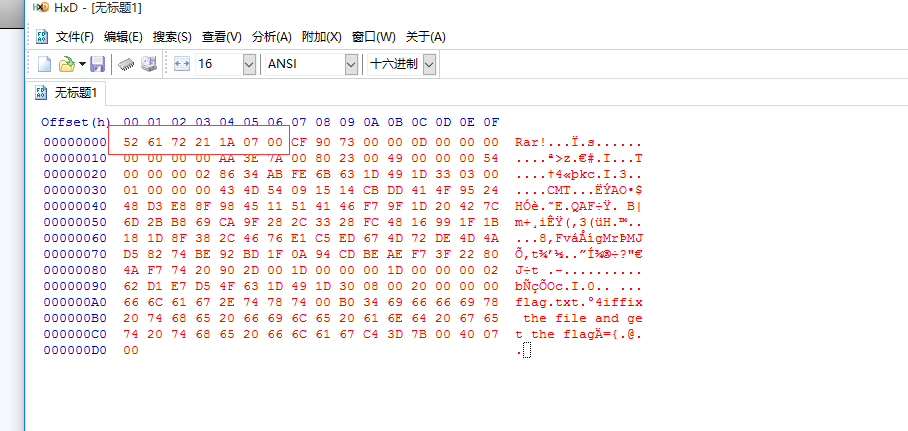 HxD - [无标题1]
文件(F) 编辑(E) 搜索(S) 查看(V) 分析(A) 附加(X) 窗口(W) 关于(A)
16 ANSI 十六进制
无标题1
Offset(h) 00 01 02 03 04 05 06 07 08 09 0A 0B 0C 0D 0E 0F
00000000 52 61 72 21 1A 07 00 CF 90 73 00 00 0D 00 00 00 Rar!...Ï.s......
00000010 00 00 00 00 AA 3E 7A 00 80 23 00 49 00 00 00 54 ....ª>z.€#.I...T
00000020 00 00 00 02 86 34 AB FE 6B 63 1D 49 1D 33 03 00 ....†4«þkc.I.3..
00000030 01 00 00 00 43 4D 54 09 15 14 CB DD 41 4F 95 24 ....CMT...ËÝAO•$
00000040 48 D3 E8 8F 98 45 11 51 41 46 F7 9F 1D 20 42 7C HÓè.˜E.QAF÷Ÿ. B|
00000050 6D 2B B8 69 CA 9F 28 2C 33 28 FC 48 16 99 1F 1B m+¸iÊŸ(,3(üH.™..
00000060 18 1D 8F 38 2C 46 76 E1 C5 ED 67 4D 72 DE 4D 4A ...8,FváÅígMrÞMJ
00000070 D5 82 74 BE 92 BD 1F 0A 94 CD BE AE F7 3F 22 80 Õ‚t¾’½..”Í¾®÷?"€
00000080 4A F7 74 20 90 2D 00 1D 00 00 00 1D 00 00 00 02 J÷t .-..........
00000090 62 D1 E7 D5 4F 63 1D 49 1D 30 08 00 20 00 00 00 bÑçÕOc.I.0.. ...
000000A0 66 6C 61 67 2E 74 78 74 00 B0 34 69 66 66 69 78 flag.txt.°4iffix
000000B0 20 74 68 65 20 66 69 6C 65 20 61 6E 64 20 67 65 the file and ge
000000C0 74 20 74 68 65 20 66 6C 61 67 C4 3D 7B 00 40 07 t the flagÄ={.@.
000000D0 00 .